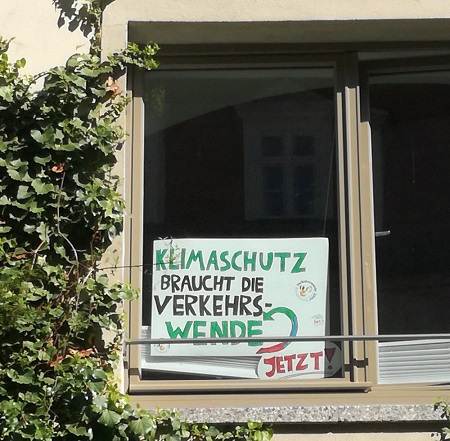 KLIMASCHUTZ
BRAUCHT DIE
VERKEHRS-
WENDE
JETZT!